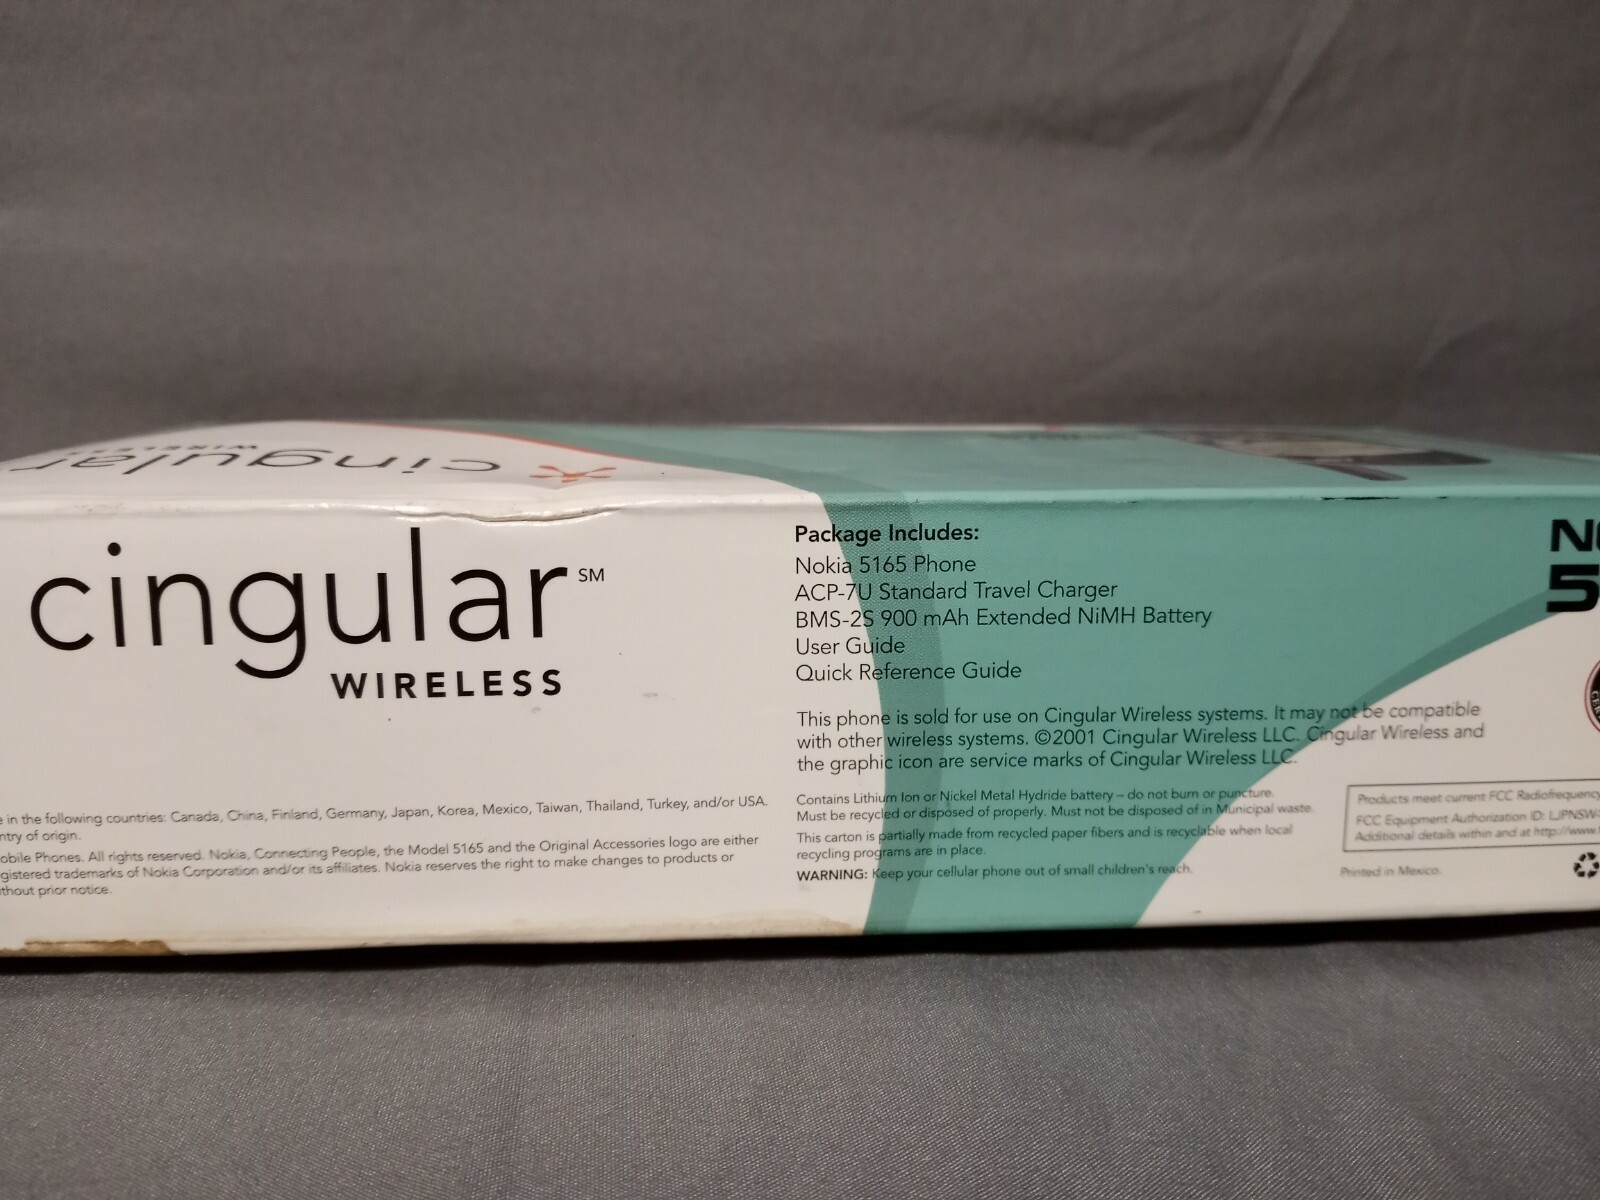 cingular
WIRELESS
cingular SM
WIRELESS
in the following countries: Canada, China, Finland, Germany, Japan, Korea, Mexico, Taiwan, Thailand, Turkey, and/or USA.
ntry of origin.
obile Phones. All rights reserved. Nokia, Connecting People, the Model 5165 and the Original Accessories logo are either
gistered trademarks of Nokia Corporation and/or its affiliates. Nokia reserves the right to make changes to products or
thout prior notice.
Package Includes:
Nokia 5165 Phone
ACP-7U Standard Travel Charger
BMS-2S 900 mAh Extended NiMH Battery
User Guide
Quick Reference Guide
This phone is sold for use on Cingular Wireless systems. It may not be compatible
with other wireless systems. ©2001 Cingular Wireless LLC. Cingular Wireless and
the graphic icon are service marks of Cingular Wireless LLC.
Contains Lithium Ion or Nickel Metal Hydride battery – do not burn or puncture.
Must be recycled or disposed of properly. Must not be disposed of in Municipal waste.
This carton is partially made from recycled paper fibers and is recyclable when local
recycling programs are in place.
WARNING: Keep your cellular phone out of small children's reach.
N
5
Products meet current FCC Radiofrequency
FCC Equipment Authorization ID: LJPNSW-
Additional details within and at http://www.
Printed in Mexico.